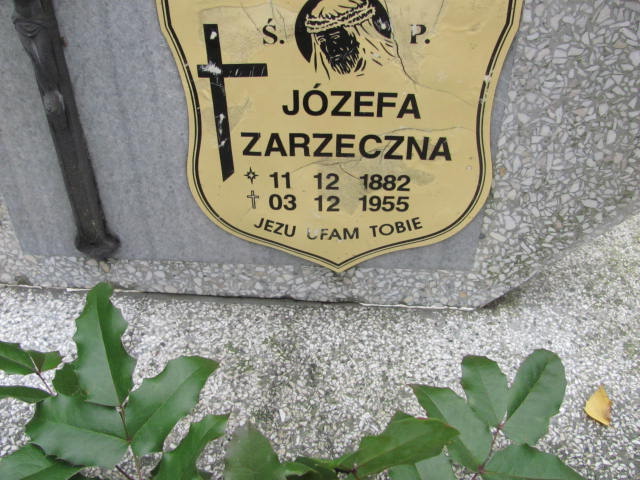 Ś. P.
JÓZEFA
ZARZECZNA
11 12 1882
03 12 1955
JEZU UFAM TOBIE